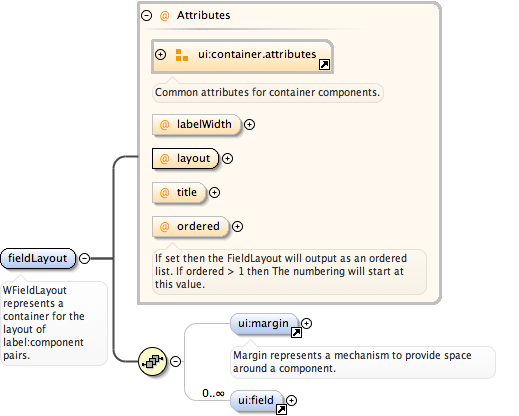 @ Attributes
ui:container.attributes
Common attributes for container components.
@ labelWidth
@ layout
@ title
@ ordered
If set then the FieldLayout will output as an ordered
list. If ordered > 1 then The numbering will start at
this value.
fieldLayout
WFieldLayout
represents a
container for the
layout of
label:component
pairs.
ui:margin
Margin represents a mechanism to provide space
around a component.
0..∞
ui:field